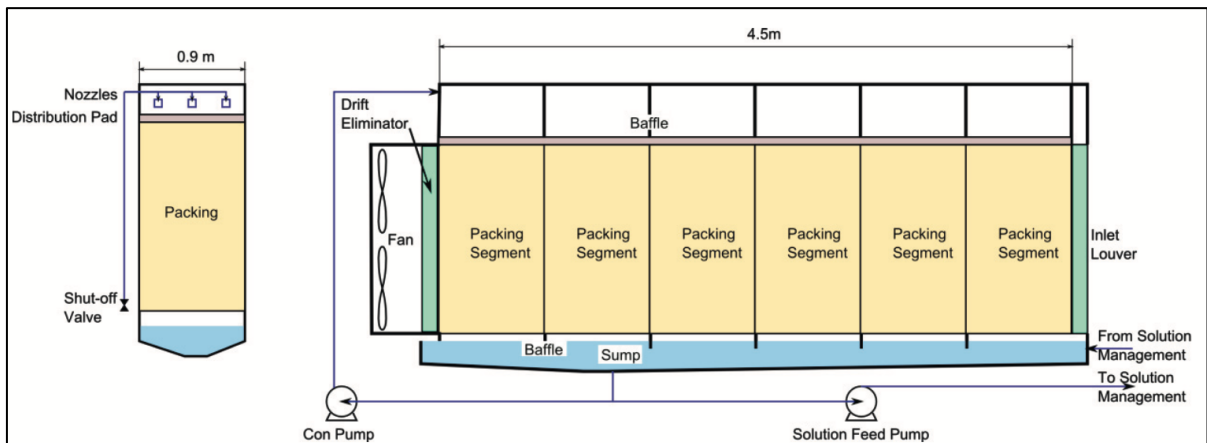 0.9 m
Nozzles
Distribution Pad
Packing
Shut-off
Valve
4.5m
Drift
Eliminator
Baffle
Fan
Packing
Segment
Packing
Segment
Packing
Segment
Packing
Segment
Packing
Segment
Packing
Segment
Inlet
Louver
Baffle
Sump
From Solution
Management
To Solution
Management
Con Pump
Solution Feed Pump